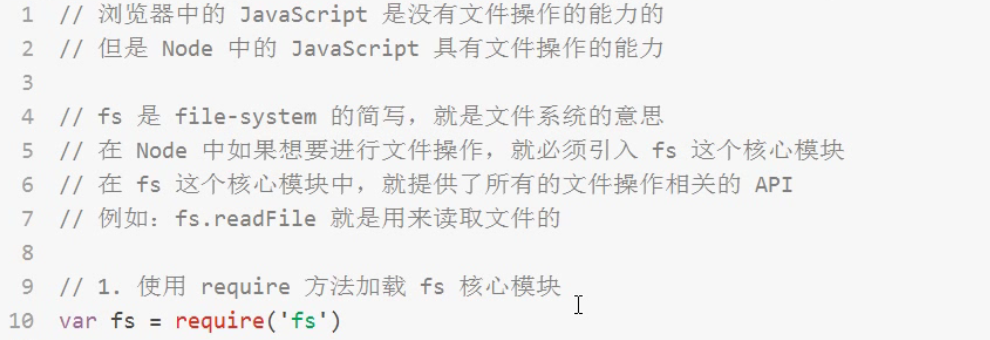 1 // 浏览器中的 JavaScript 是没有文件操作的能力的
2 // 但是 Node 中的 JavaScript 具有文件操作的能力
3
4 // fs 是 file-system 的简写，就是文件系统的意思
5 // 在 Node 中如果想要进行文件操作，就必须引入 fs 这个核心模块
6 // 在 fs 这个核心模块中，就提供了所有的文件操作相关的 API
7 // 例如：fs.readFile 就是用来读取文件的
8
9 // 1. 使用 require 方法加载 fs 核心模块
10 var fs = require('fs')